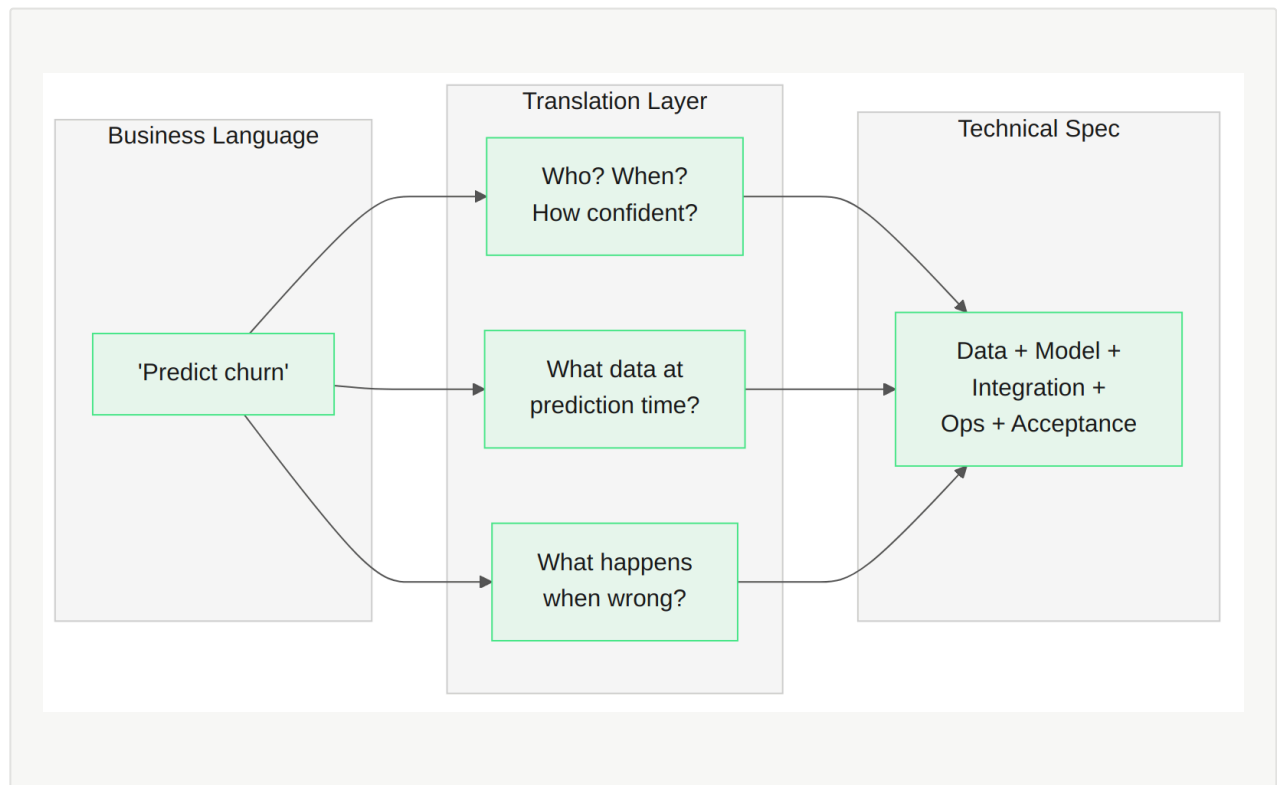 Business Language
'Predict churn'
Translation Layer
Who? When?
How confident?
What data at
prediction time?
What happens
when wrong?
Technical Spec
Data + Model +
Integration +
Ops + Acceptance